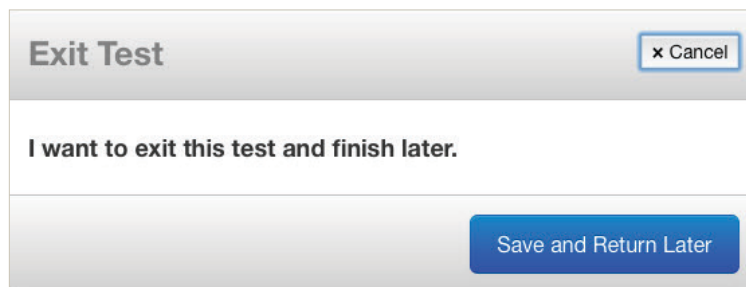 Exit Test
× Cancel
I want to exit this test and finish later.
Save and Return Later